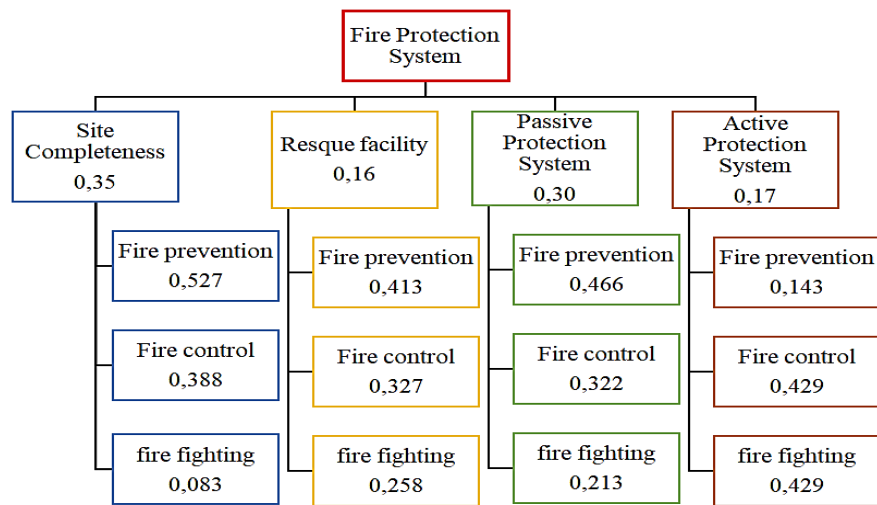 Fire Protection
System
Site
Completeness
0,35
Resque facility
0,16
Passive
Protection
System
0,30
Active
Protection
System
0,17
Fire prevention
0,527
Fire control
0,388
fire fighting
0,083
Fire prevention
0,413
Fire control
0,327
fire fighting
0,258
Fire prevention
0,466
Fire control
0,322
fire fighting
0,213
Fire prevention
0,143
Fire control
0,429
fire fighting
0,429